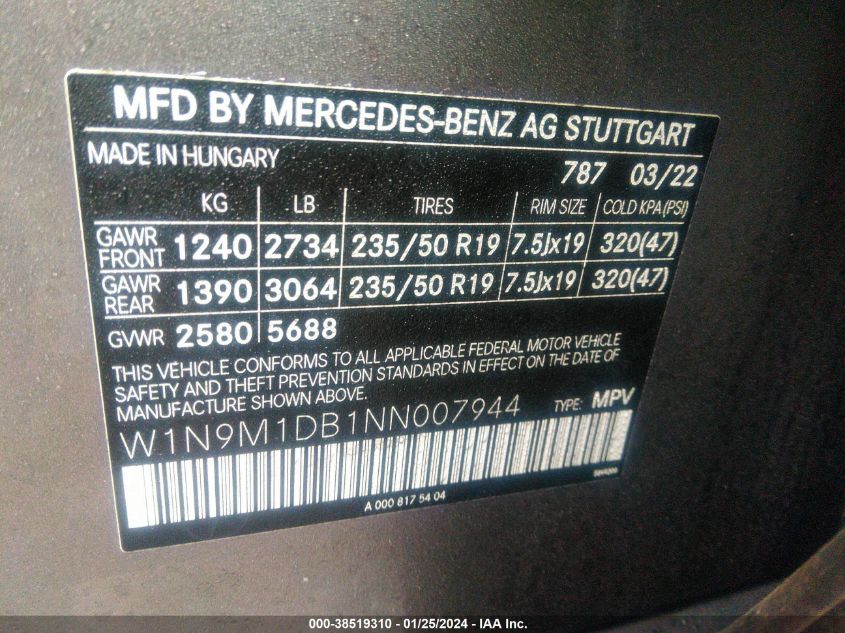 MFD BY MERCEDES-BENZ AG STUTTGART
MADE IN HUNGARY 787 03/22
KG LB TIRES RIM SIZE COLD KPA (PSI)
GAWR FRONT 1240 2734 235/50 R19 7.5Jx19 320(47)
GAWR REAR 1390 3064 235/50 R19 7.5Jx19 320(47)
GVWR 2580 5688
THIS VEHICLE CONFORMS TO ALL APPLICABLE FEDERAL MOTOR VEHICLE
SAFETY AND THEFT PREVENTION STANDARDS IN EFFECT ON THE DATE OF
MANUFACTURE SHOWN ABOVE.
W1N9M1DB1NN007944 TYPE: MPV
A 000 817 54 04
000-38519310 - 01/25/2024 - IAA Inc.